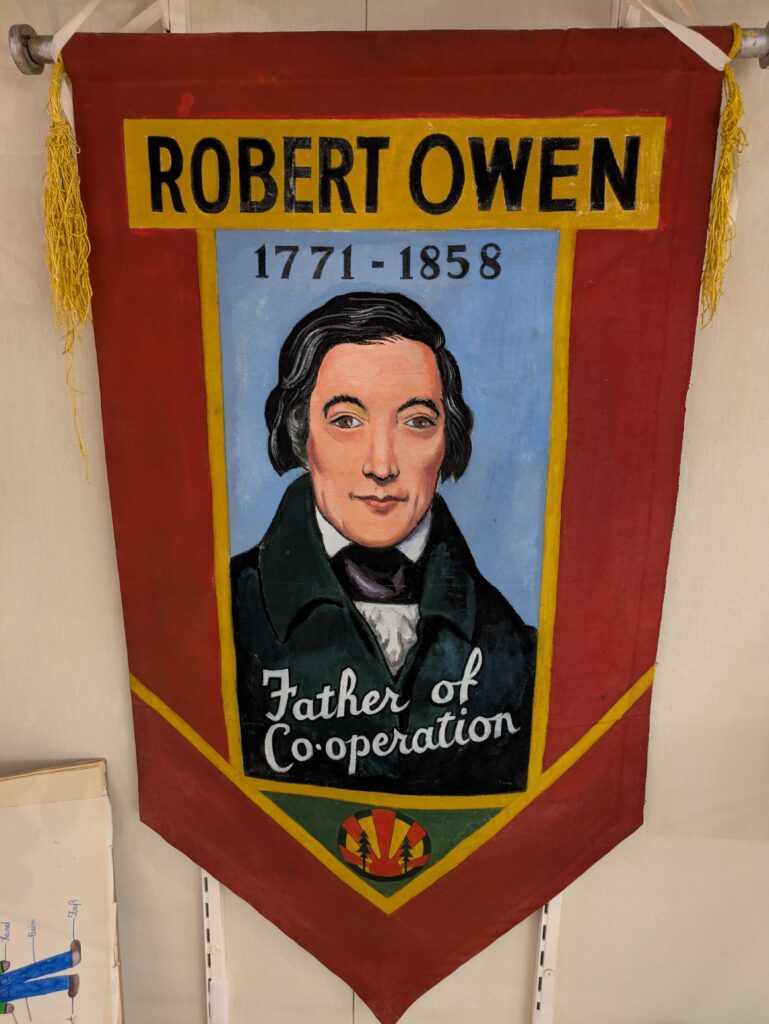 ROBERT OWEN
1771 - 1858
Father of
Co-operation